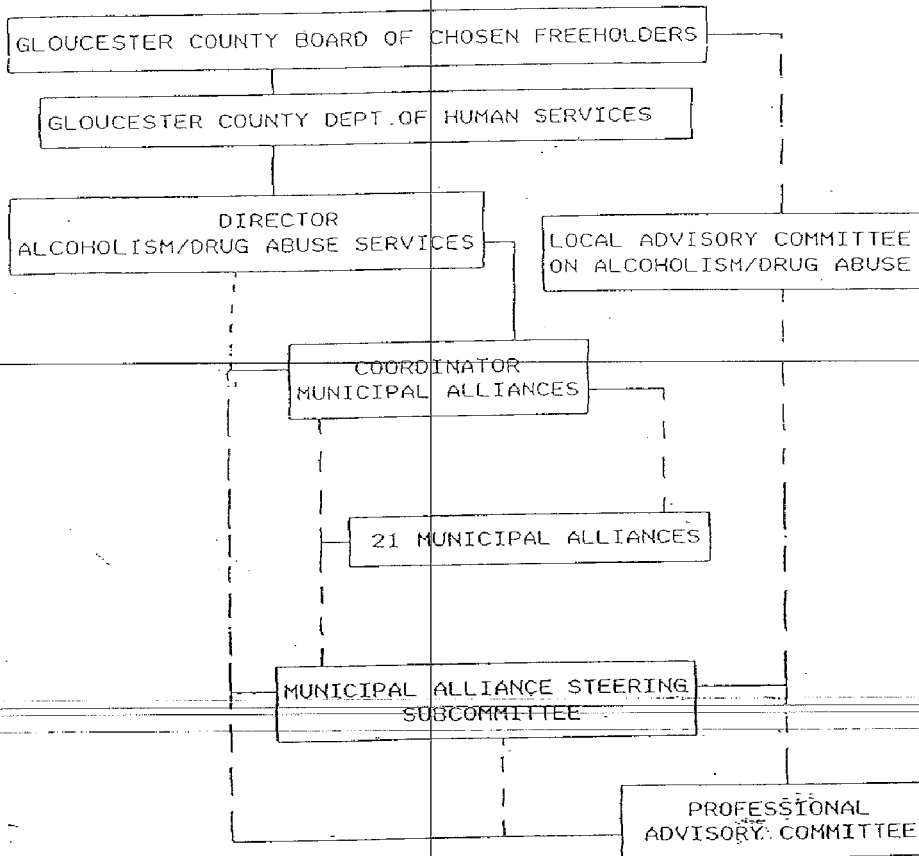 GLOUCESTER COUNTY BOARD OF CHOSEN FREEHOLDERS
GLOUCESTER COUNTY DEPT.OF HUMAN SERVICES
DIRECTOR
ALCOHOLISM/DRUG ABUSE SERVICES
LOCAL ADVISORY COMMITTEE
ON ALCOHOLISM/DRUG ABUSE
COORDINATOR
MUNICIPAL ALLIANCES
21 MUNICIPAL ALLIANCES
MUNICIPAL ALLIANCE STEERING
SUBCOMMITTEE
PROFESSIONAL
ADVISORY COMMITTEE